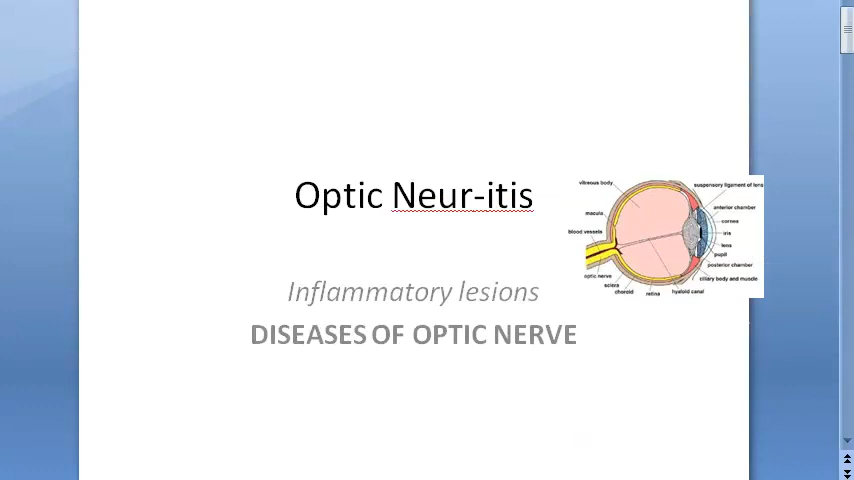 Optic Neur-itis
Inflammatory lesions
DISEASES OF OPTIC NERVE
vitreous body
suspensory ligament of lens
macula
anterior chamber
cornea
blood vessels
iris
lens
pupil
posterior chamber
optic nerve
ciliary body and muscle
sclera
choroid
retina
hyaloid canal